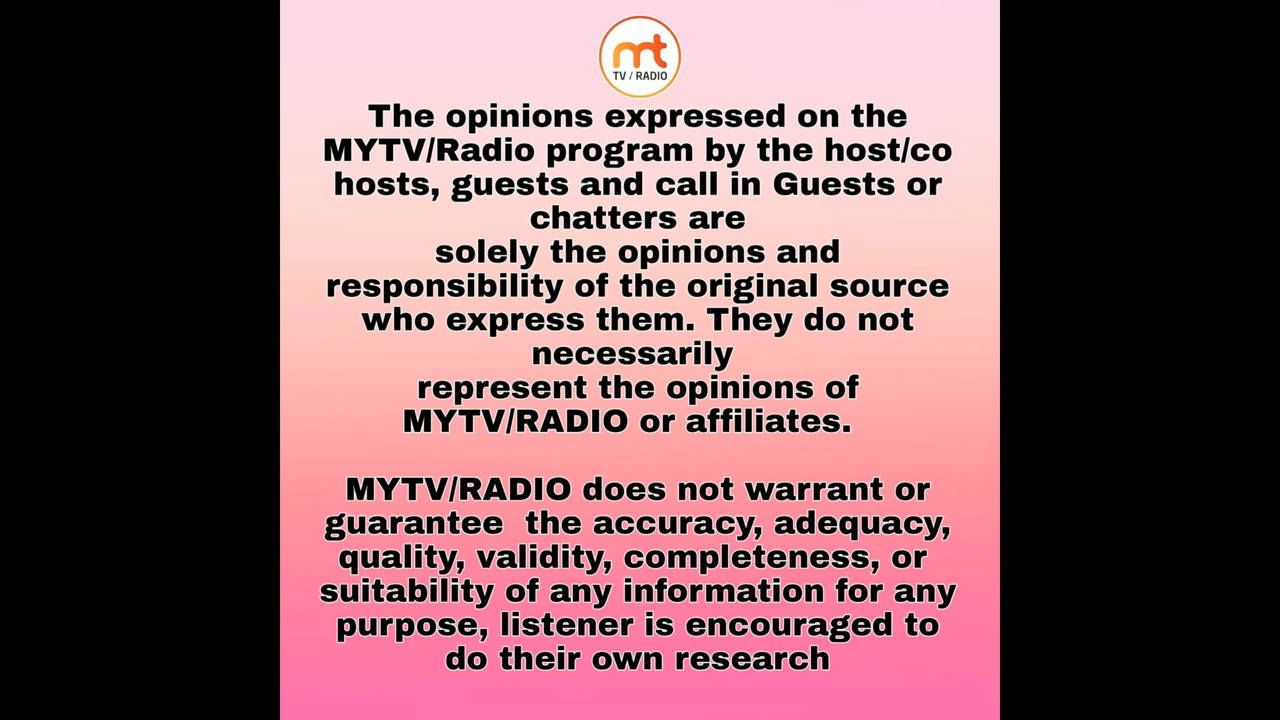 mt
TV / RADIO
The opinions expressed on the
MYTV/Radio program by the host/co
hosts, guests and call in Guests or
chatters are
solely the opinions and
responsibility of the original source
who express them. They do not
necessarily
represent the opinions of
MYTV/RADIO or affiliates.
MYTV/RADIO does not warrant or
guarantee  the accuracy, adequacy,
quality, validity, completeness, or
suitability of any information for any
purpose, listener is encouraged to
do their own research